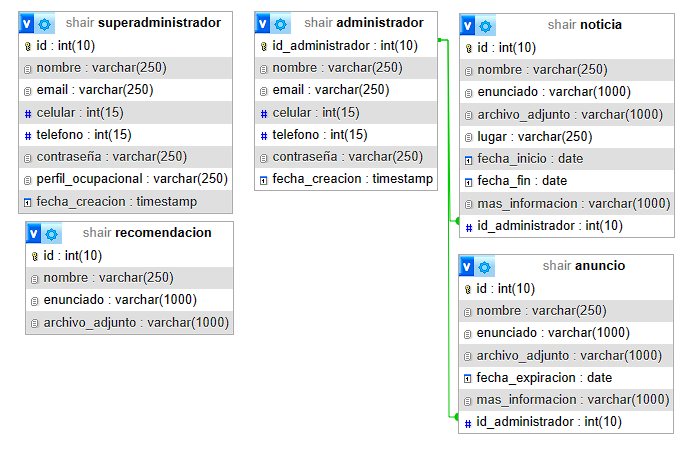 shair superadministrador
id : int(10)
nombre : varchar(250)
email : varchar(250)
celular : int(15)
telefono : int(15)
contraseña : varchar(250)
perfil_ocupacional : varchar(250)
fecha_creacion : timestamp
shair recomendacion
id : int(10)
nombre : varchar(250)
enunciado : varchar(1000)
archivo_adjunto : varchar(1000)
shair administrador
id_administrador : int(10)
nombre : varchar(250)
email : varchar(250)
celular : int(15)
telefono : int(15)
contraseña : varchar(250)
fecha_creacion : timestamp
shair noticia
id : int(10)
nombre : varchar(250)
enunciado : varchar(1000)
archivo_adjunto : varchar(1000)
lugar : varchar(250)
fecha_inicio : date
fecha_fin : date
mas_informacion : varchar(1000)
id_administrador : int(10)
shair anuncio
id : int(10)
nombre : varchar(250)
enunciado : varchar(1000)
archivo_adjunto : varchar(1000)
fecha_expiracion : date
mas_informacion : varchar(1000)
id_administrador : int(10)